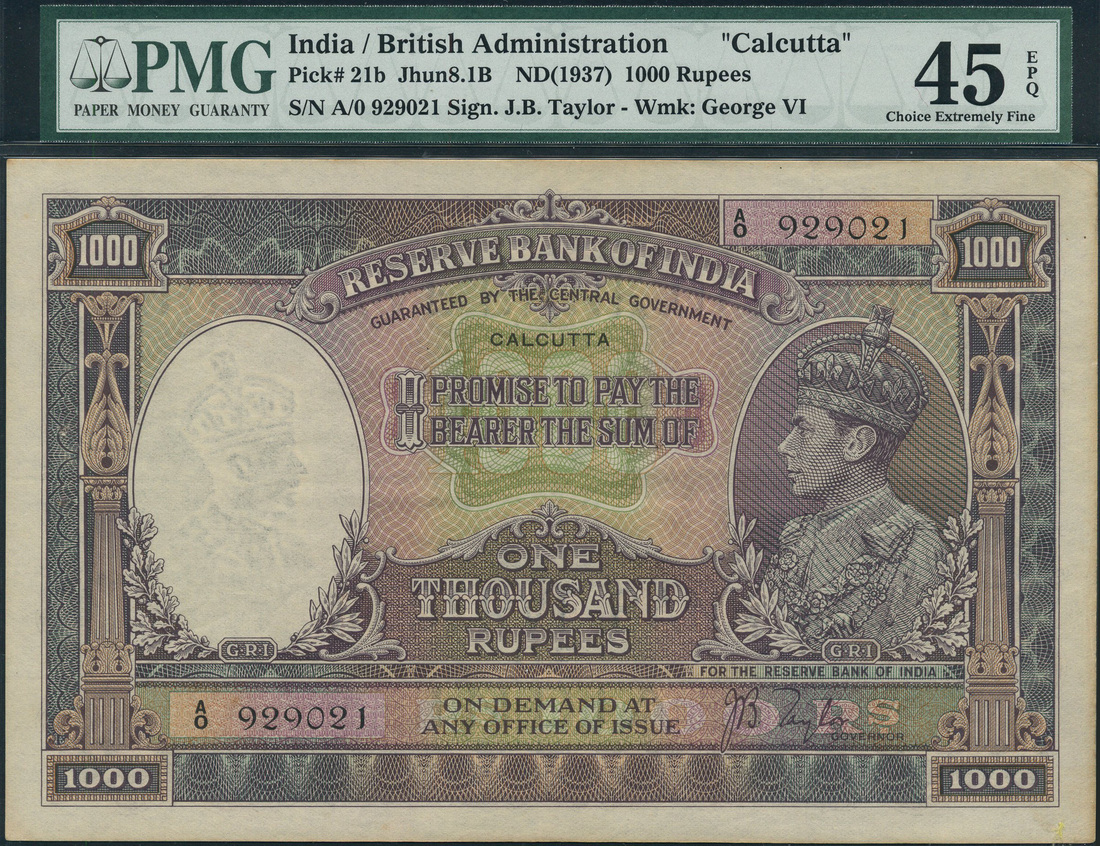 PMG
PAPER MONEY GUARANTY
India / British Administration "Calcutta"
Pick# 21b Jhun8.1B ND(1937) 1000 Rupees
S/N A/0 929021 Sign. J.B. Taylor - Wmk: George VI
45
EPQ
Choice Extremely Fine
1000
A/0 929021
1000
RESERVE BANK OF INDIA
GUARANTEED BY THE CENTRAL GOVERNMENT
CALCUTTA
I PROMISE TO PAY THE
BEARER THE SUM OF
ONE
THOUSAND
RUPEES
G·R·I
G·R·I
FOR THE RESERVE BANK OF INDIA
A/0 929021
ON DEMAND AT
ANY OFFICE OF ISSUE
JB Taylor
GOVERNOR
1000
1000